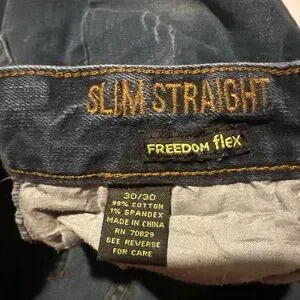 SLIM STRAIGHT
FREEDOM flex
30/30
99% COTTON
1% SPANDEX
MADE IN CHINA
RN 70829
SEE REVERSE
FOR CARE